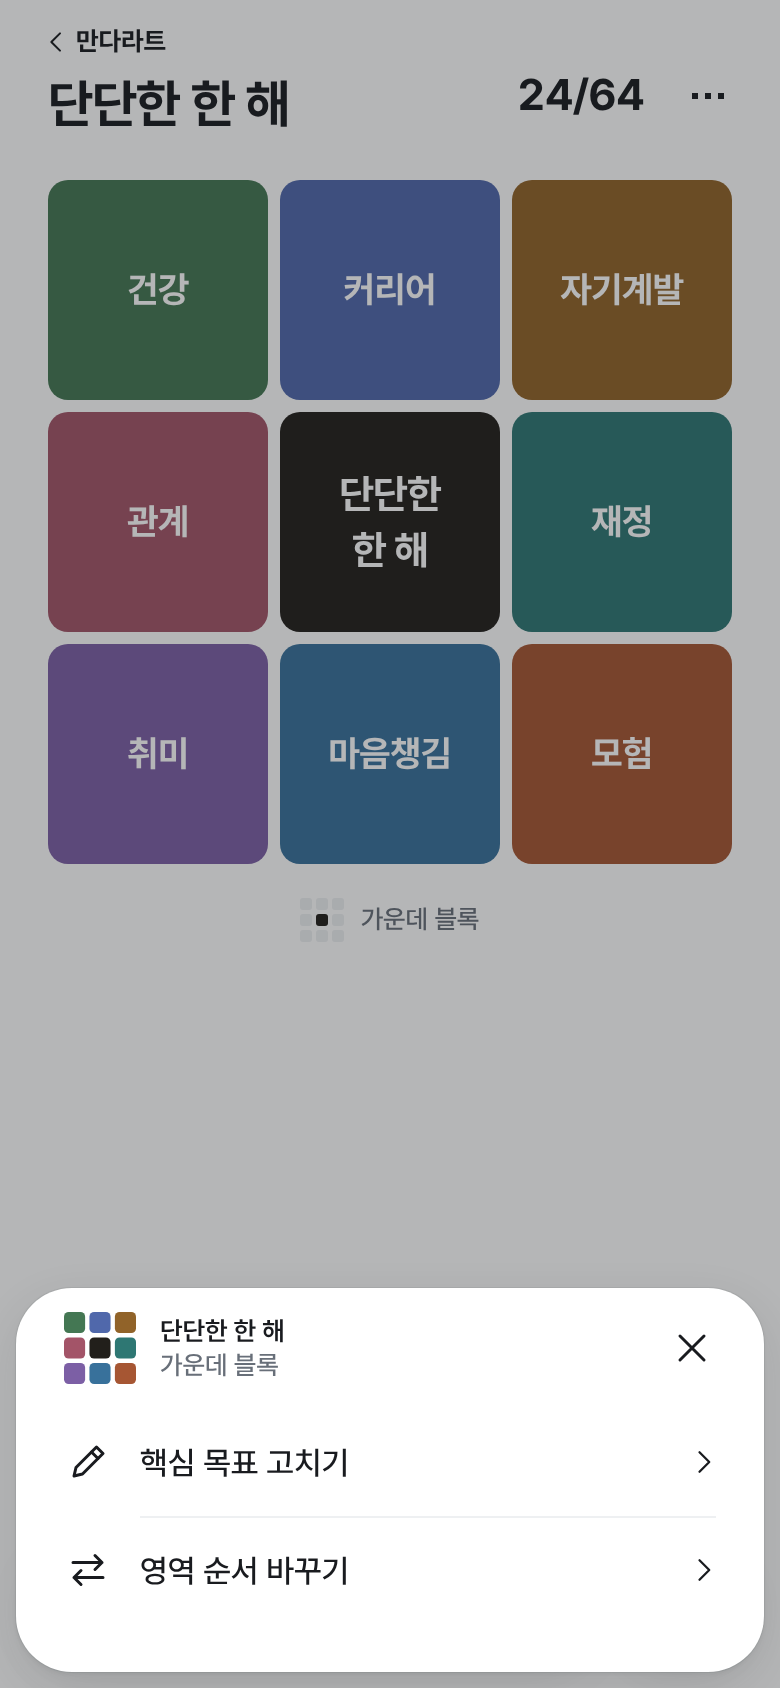 만다라트
단단한 한 해
24/64
건강
커리어
자기계발
관계
단단한
한 해
재정
취미
마음챙김
모험
가운데 블록
단단한 한 해
가운데 블록
핵심 목표 고치기
영역 순서 바꾸기